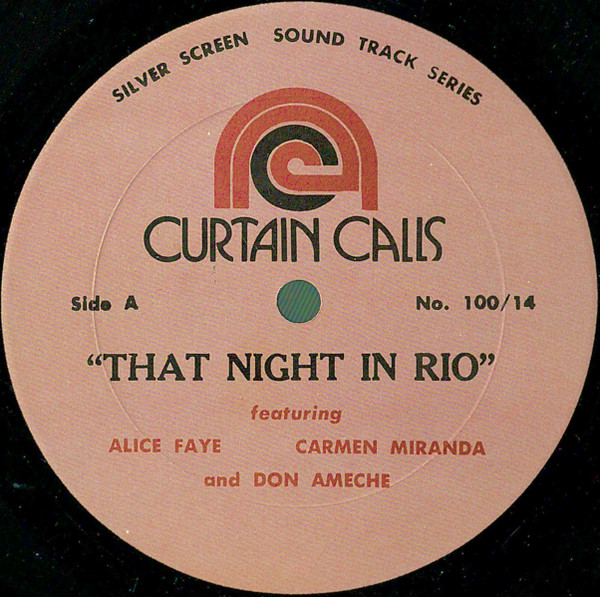 SILVER SCREEN SOUND TRACK SERIES
CURTAIN CALLS
Side A No. 100/14
"THAT NIGHT IN RIO"
featuring
ALICE FAYE CARMEN MIRANDA
and DON AMECHE